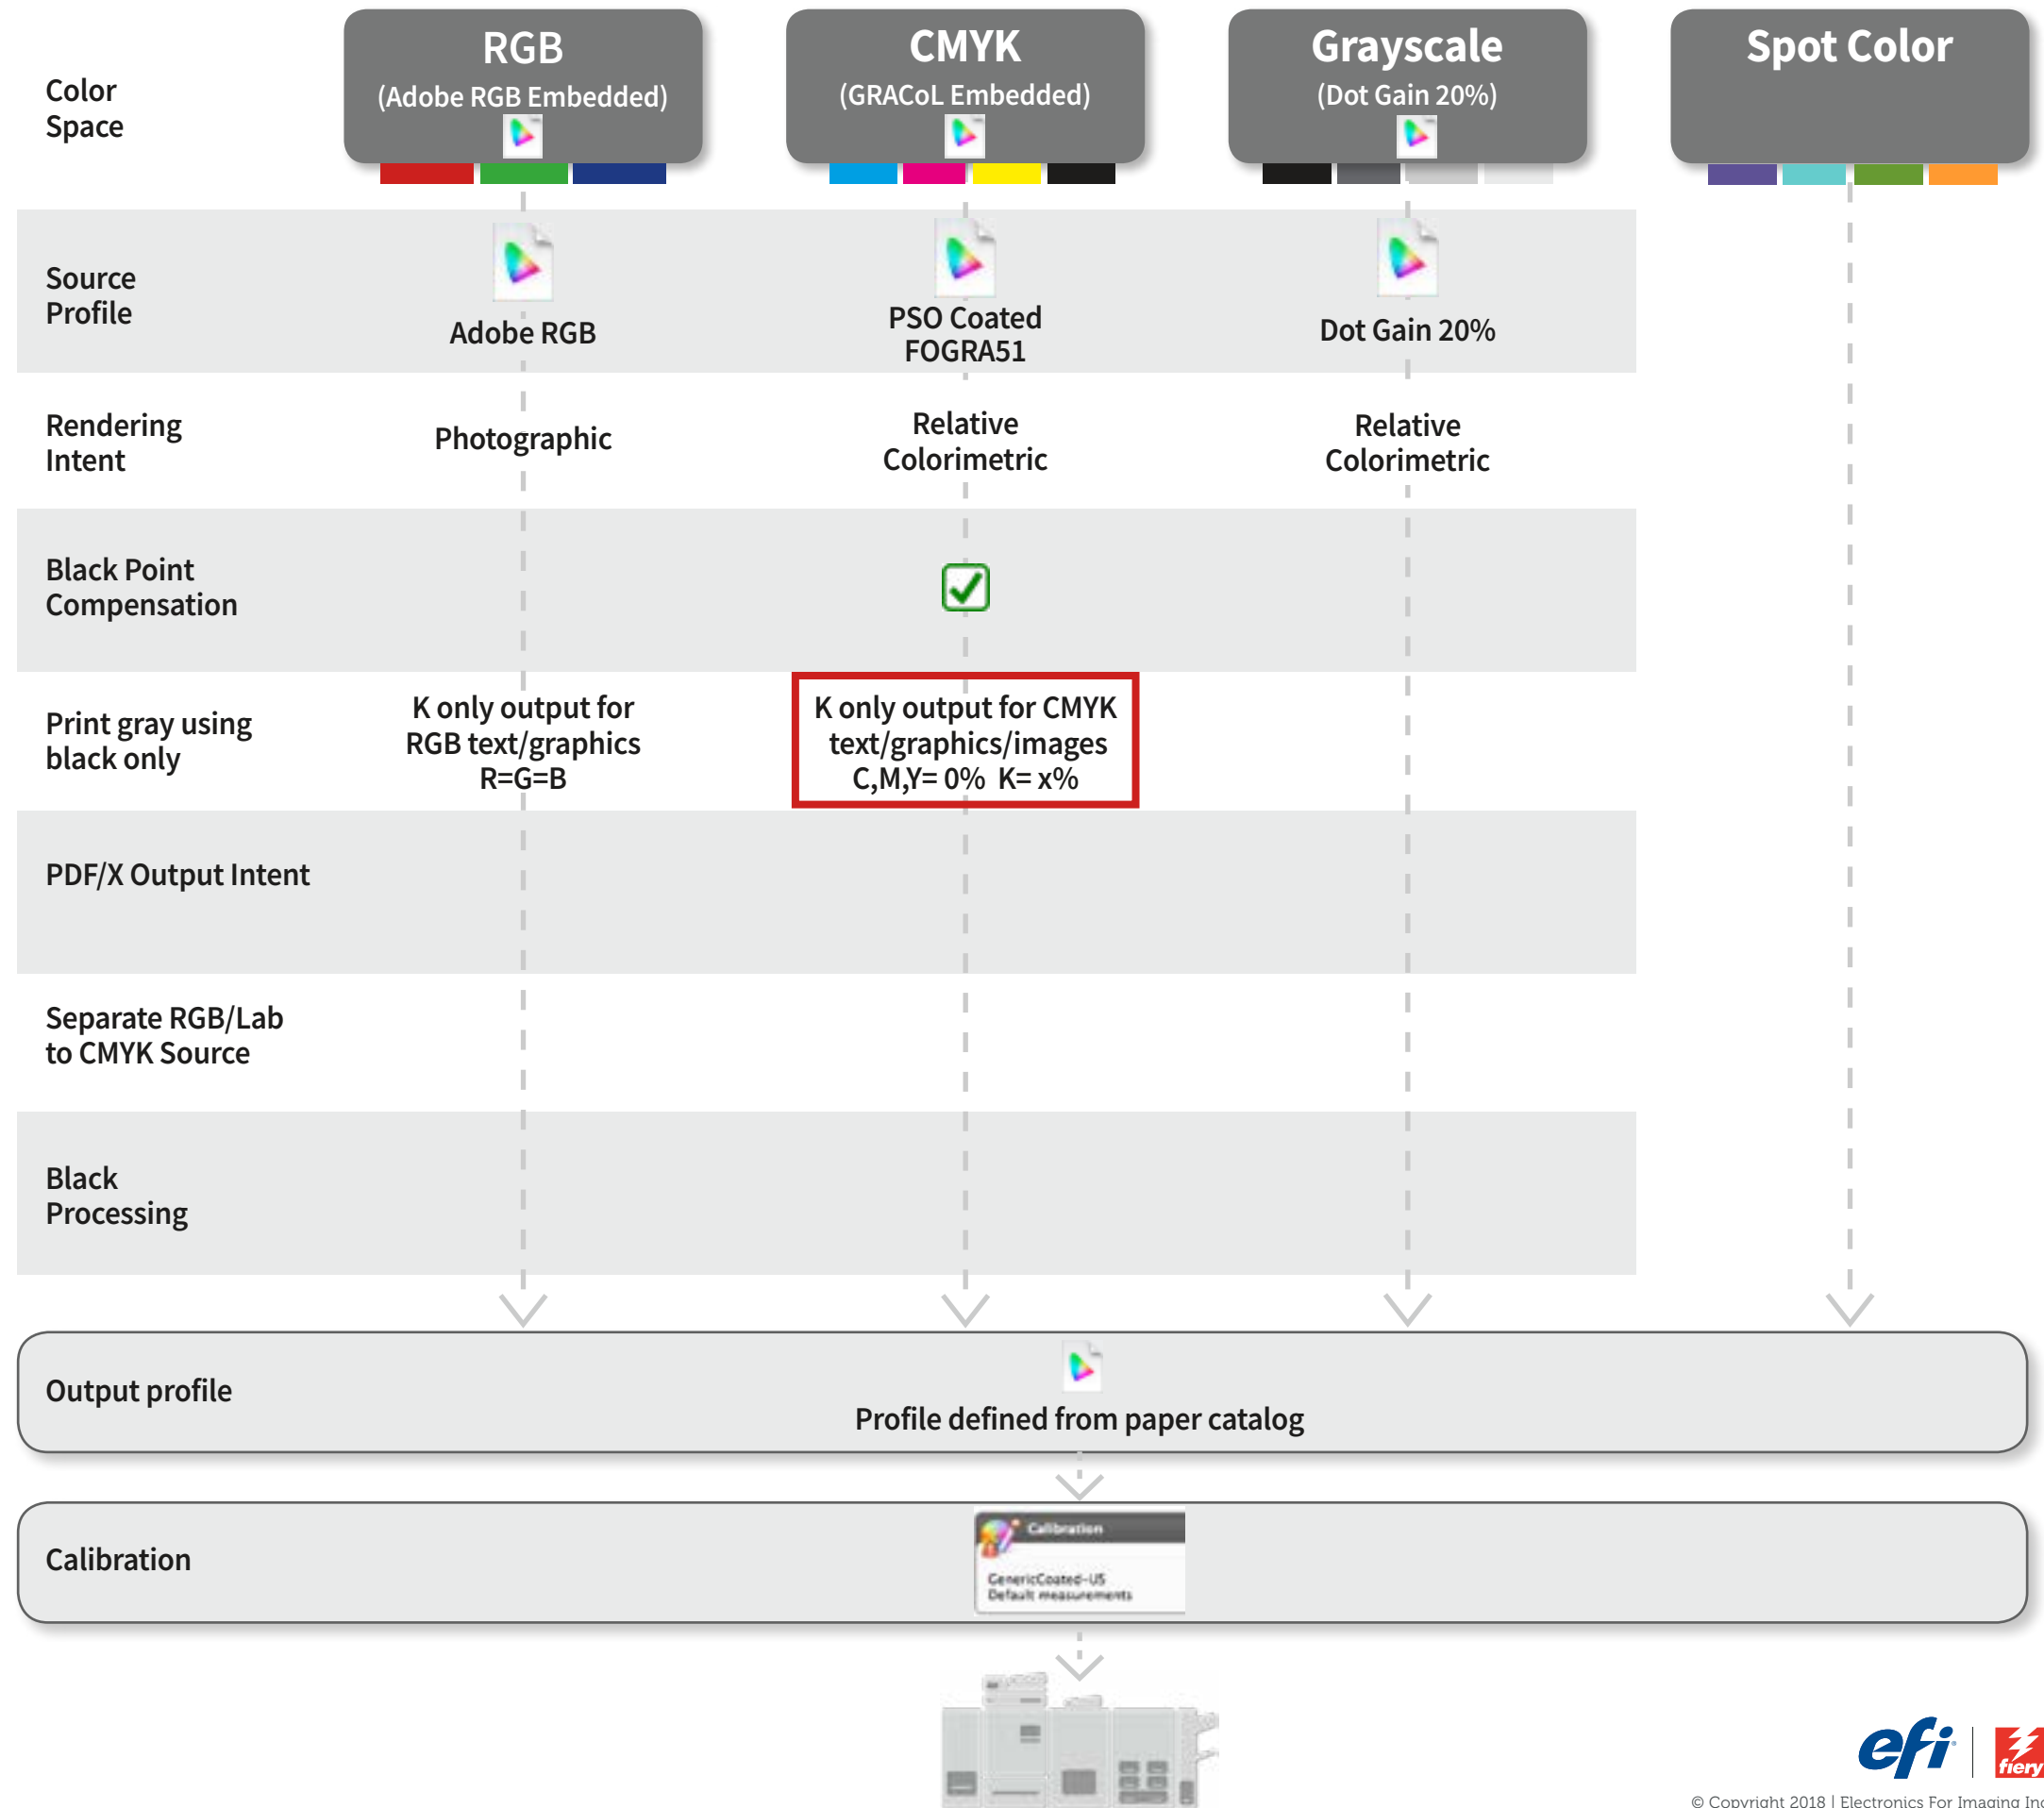 Color
Space
RGB
(Adobe RGB Embedded)
CMYK
(GRACoL Embedded)
Grayscale
(Dot Gain 20%)
Spot Color
Source
Profile
Adobe RGB
PSO Coated
FOGRA51
Dot Gain 20%
Rendering
Intent
Photographic
Relative
Colorimetric
Relative
Colorimetric
Black Point
Compensation
Print gray using
black only
K only output for
RGB text/graphics
R=G=B
K only output for CMYK
text/graphics/images
C,M,Y= 0% K= x%
PDF/X Output Intent
Separate RGB/Lab
to CMYK Source
Black
Processing
Output profile
Profile defined from paper catalog
Calibration
Calibration
GenericCoated-US
Default measurements
efi
fiery
© Copyright 2018 | Electronics For Imaging Inc